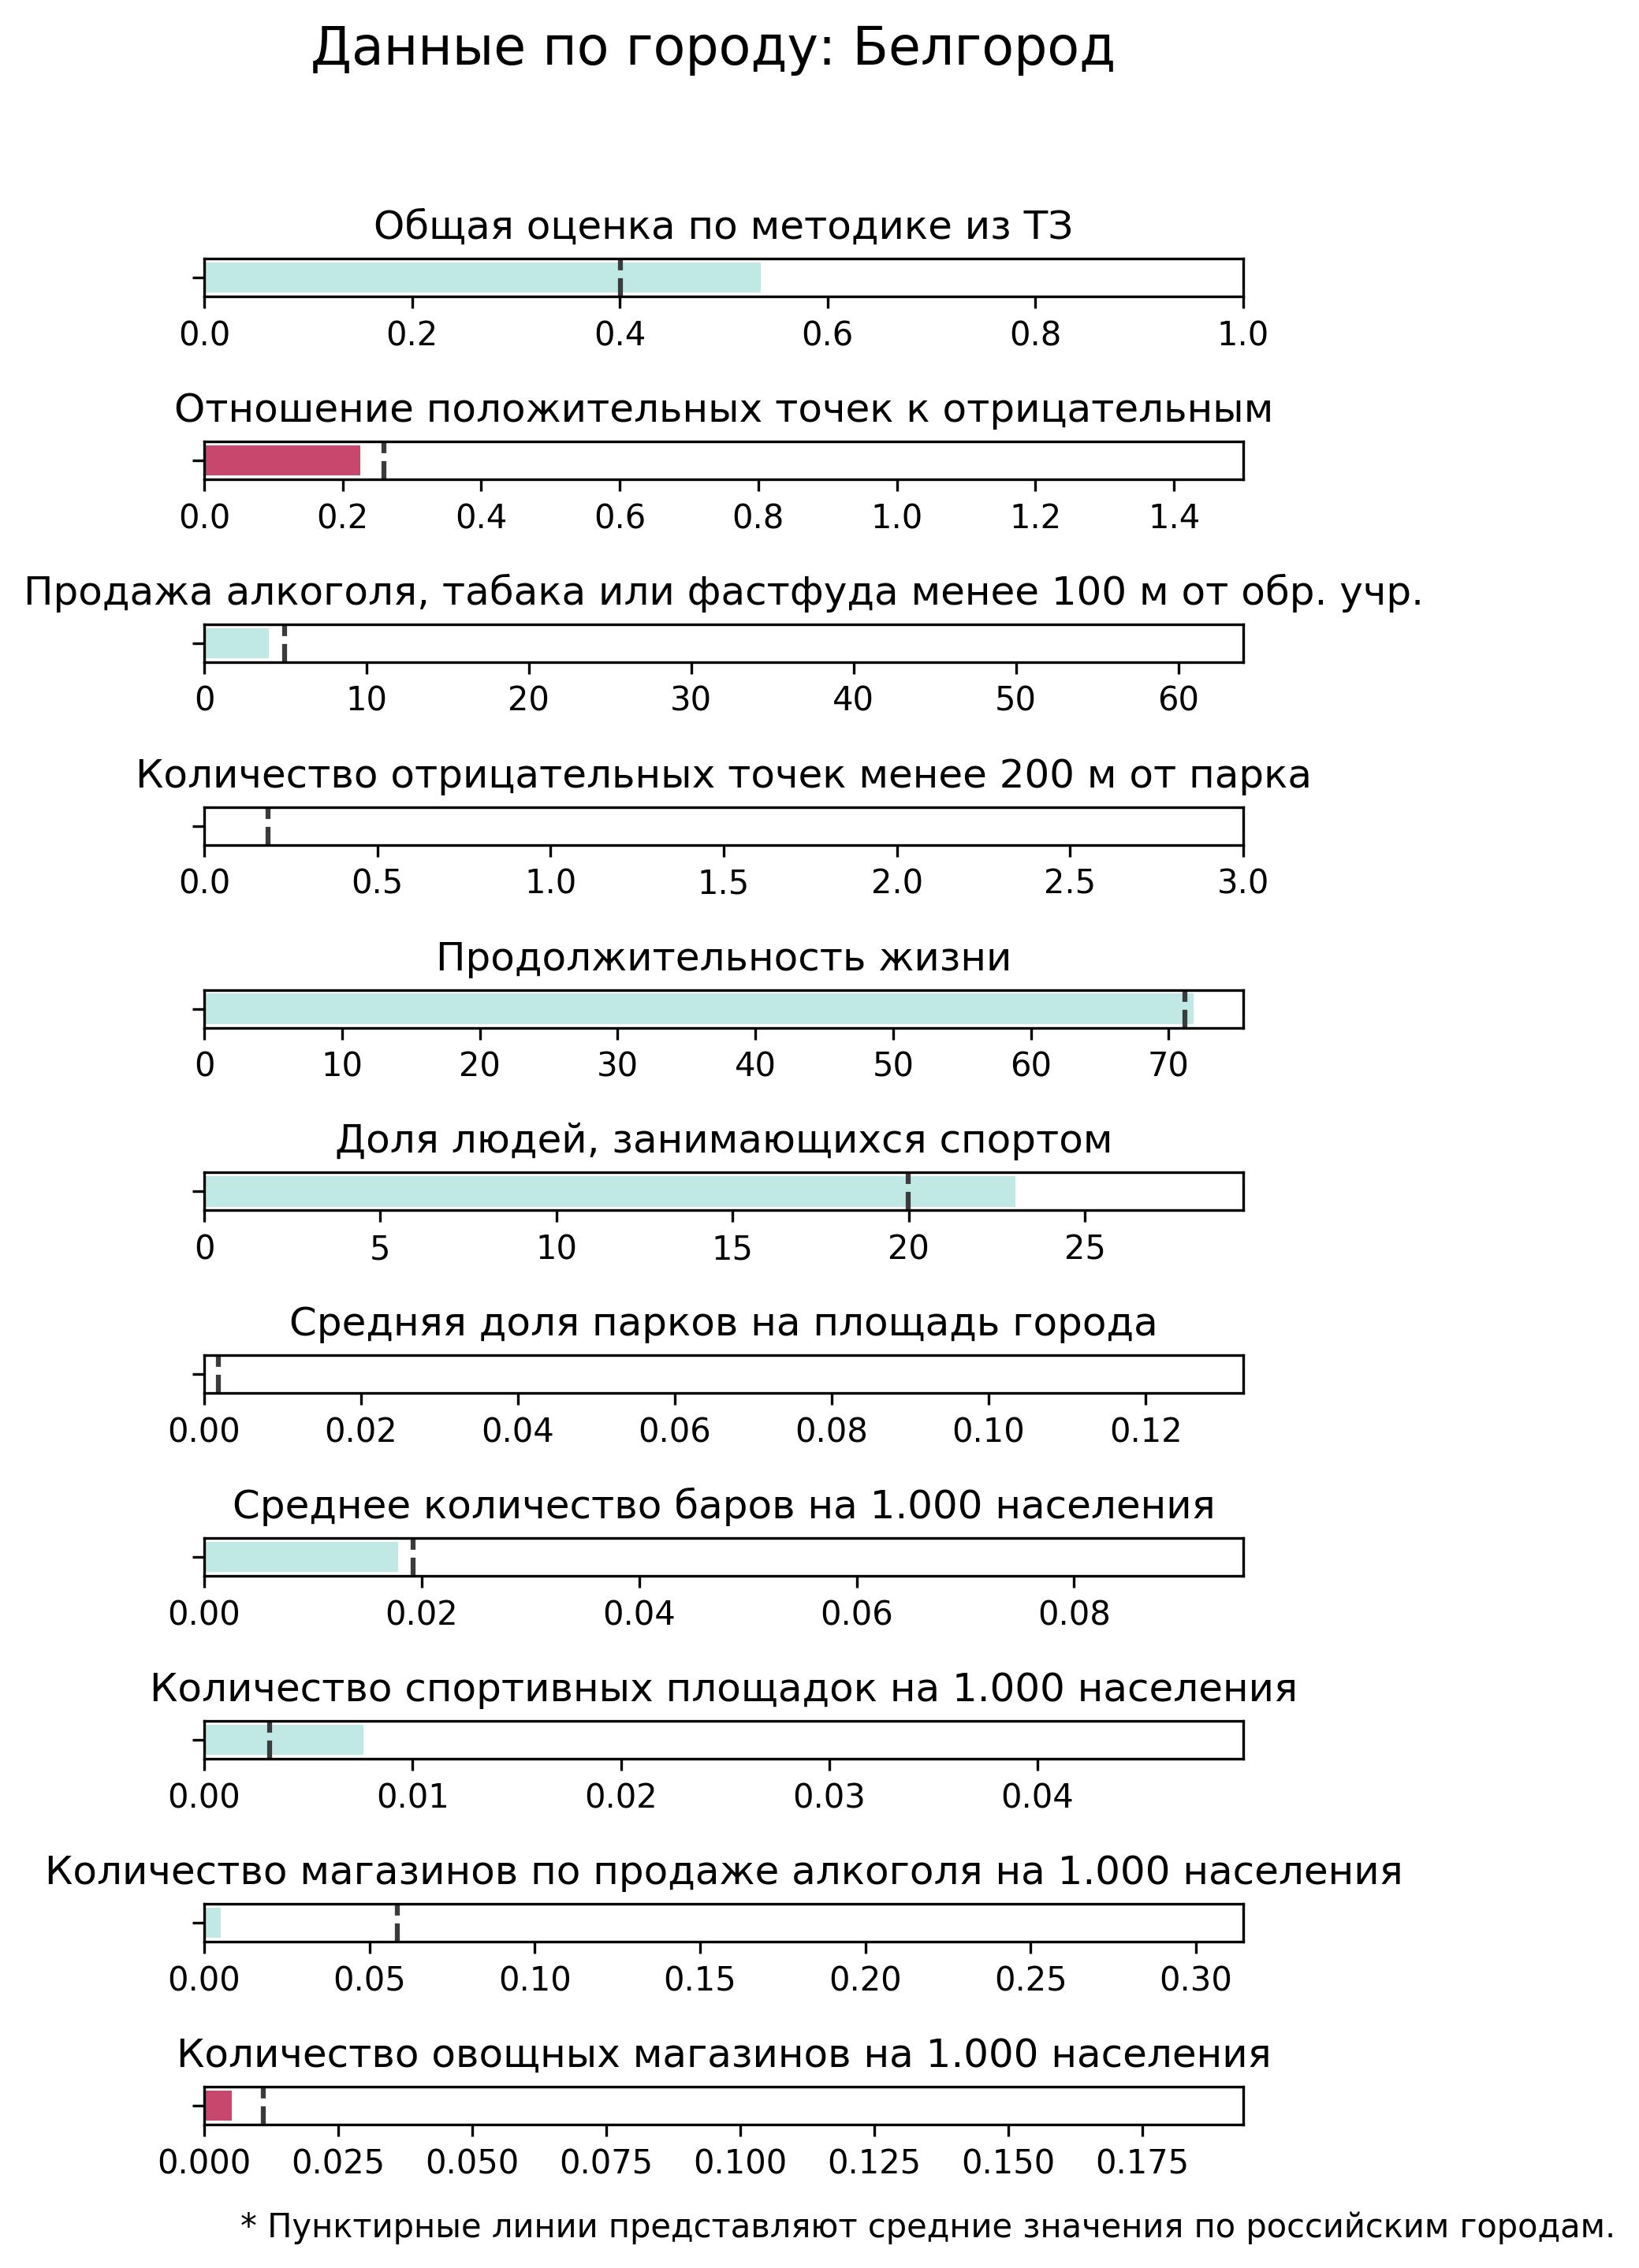 Данные по городу: Белгород
Общая оценка по методике из ТЗ
0.0 0.2 0.4 0.6 0.8 1.0
Отношение положительных точек к отрицательным
0.0 0.2 0.4 0.6 0.8 1.0 1.2 1.4
Продажа алкоголя, табака или фастфуда менее 100 м от обр. учр.
0 10 20 30 40 50 60
Количество отрицательных точек менее 200 м от парка
0.0 0.5 1.0 1.5 2.0 2.5 3.0
Продолжительность жизни
0 10 20 30 40 50 60 70
Доля людей, занимающихся спортом
0 5 10 15 20 25
Средняя доля парков на площадь города
0.00 0.02 0.04 0.06 0.08 0.10 0.12
Среднее количество баров на 1.000 населения
0.00 0.02 0.04 0.06 0.08
Количество спортивных площадок на 1.000 населения
0.00 0.01 0.02 0.03 0.04
Количество магазинов по продаже алкоголя на 1.000 населения
0.00 0.05 0.10 0.15 0.20 0.25 0.30
Количество овощных магазинов на 1.000 населения
0.000 0.025 0.050 0.075 0.100 0.125 0.150 0.175
* Пунктирные линии представляют средние значения по российским городам.